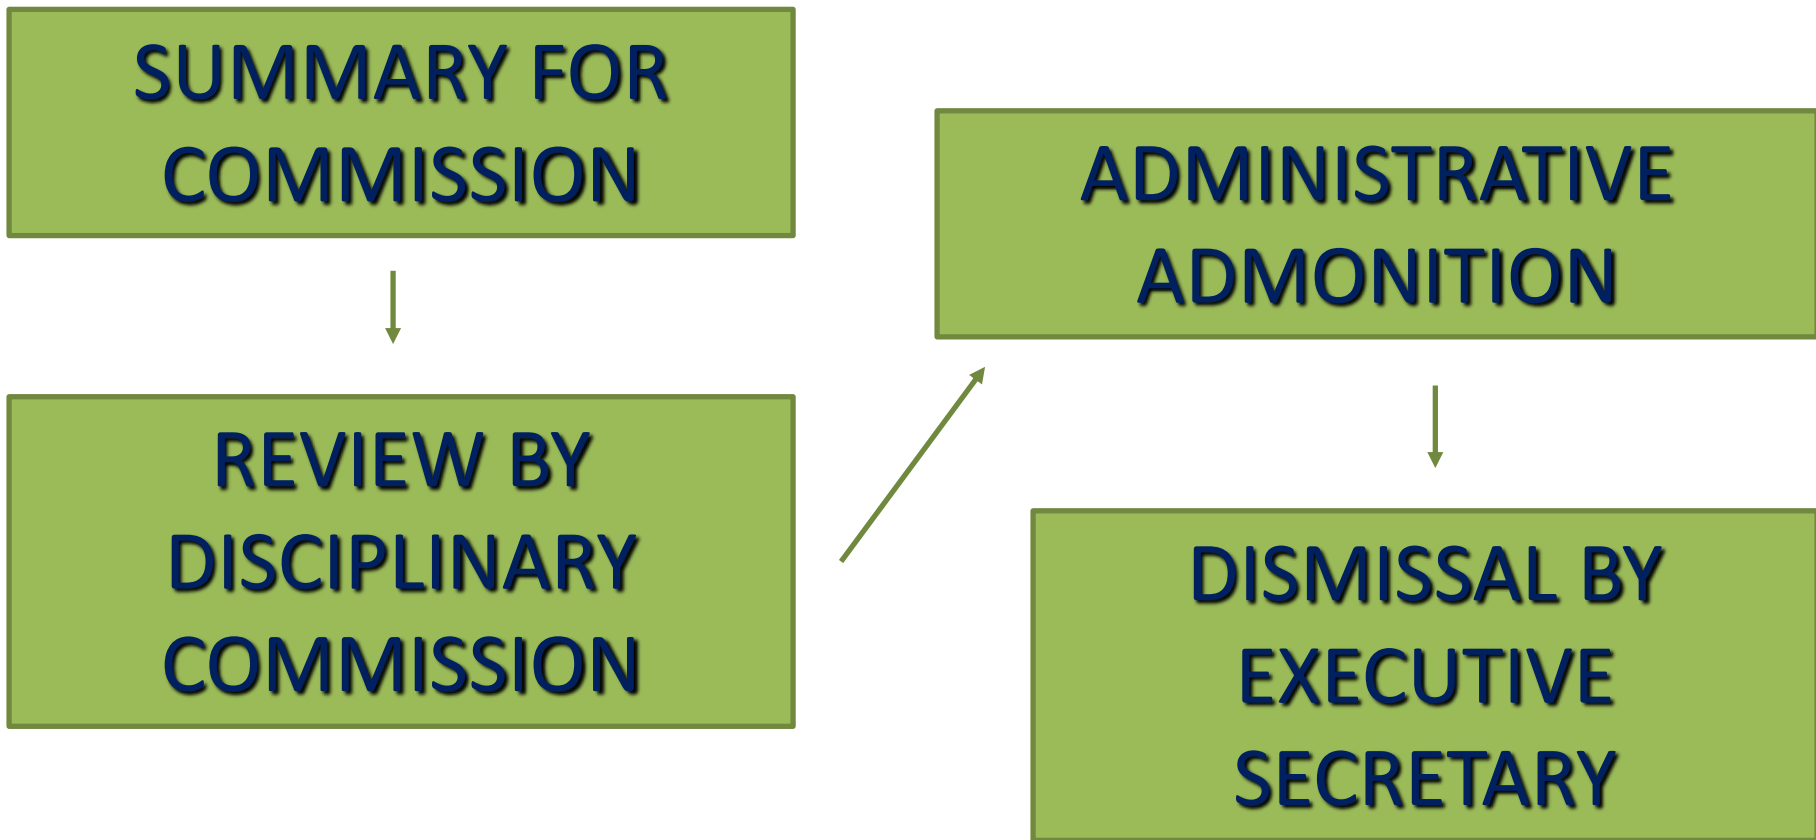 SUMMARY FOR
COMMISSION
REVIEW BY
DISCIPLINARY
COMMISSION
ADMINISTRATIVE
ADMONITION
DISMISSAL BY
EXECUTIVE
SECRETARY